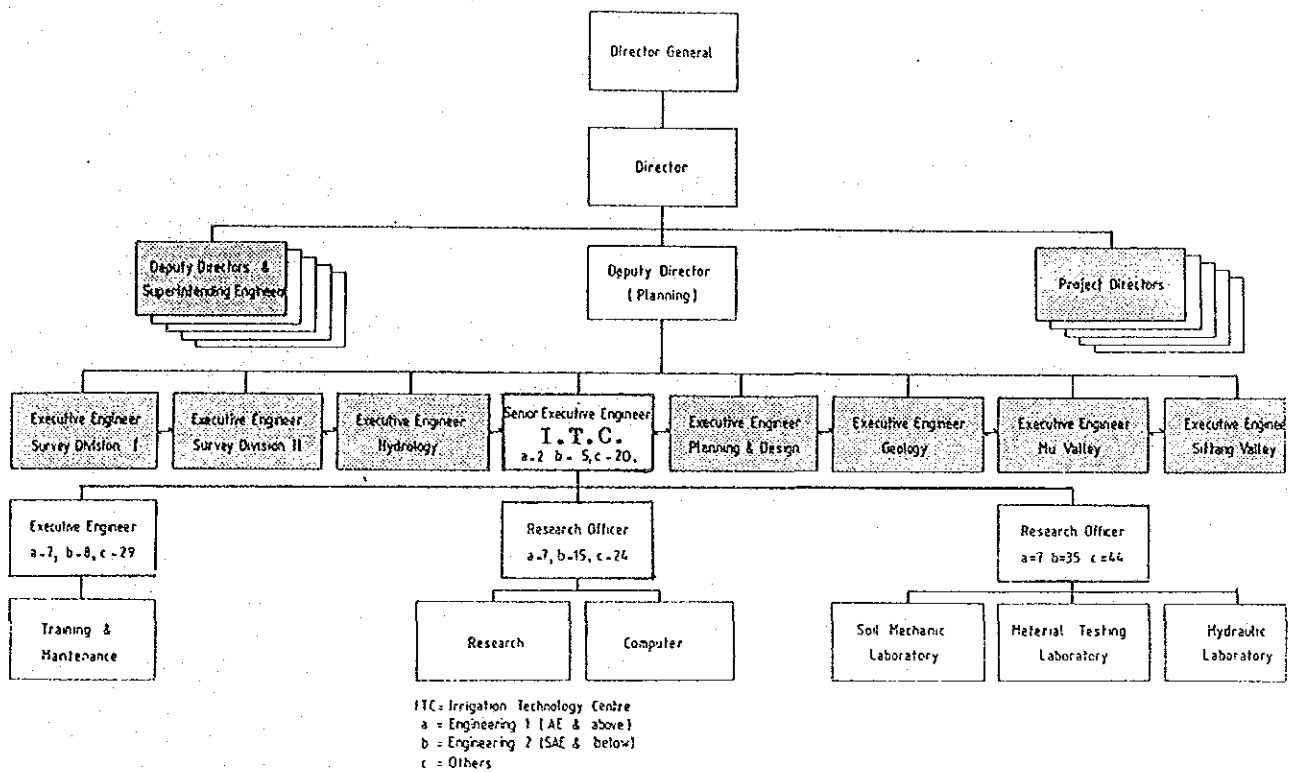 Director General
Director
Deputy Directors &
Superintending Engineer
Deputy Director
(Planning)
Project Directors
Executive Engineer
Survey Division I
Executive Engineer
Survey Division II
Executive Engineer
Hydrology
Senior Executive Engineer
I.T.C.
a=2 b=5, c=20.
Executive Engineer
Planning & Design
Executive Engineer
Geology
Executive Engineer
Mu Valley
Executive Engine
Sittang Valley
Executive Engineer
a=7, b=8, c=29
Research Officer
a=7, b=15, c=24
Research Officer
a=7 b=35 c=44
Training &
Maintenance
Research
Computer
Soil Mechanic
Laboratory
Material Testing
Laboratory
Hydraulic
Laboratory
ITC= Irrigation Technology Centre
a = Engineering 1 (AE & above)
b = Engineering 2 (SAE & below)
c = Others